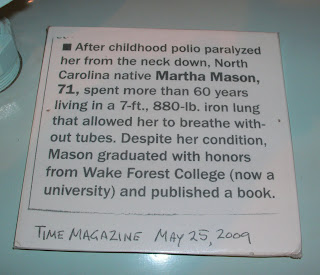 ■ After childhood polio paralyzed
her from the neck down, North
Carolina native Martha Mason,
71, spent more than 60 years
living in a 7-ft., 880-lb. iron lung
that allowed her to breathe with-
out tubes. Despite her condition,
Mason graduated with honors
from Wake Forest College (now a
university) and published a book.
TIME MAGAZINE MAY 25, 2009